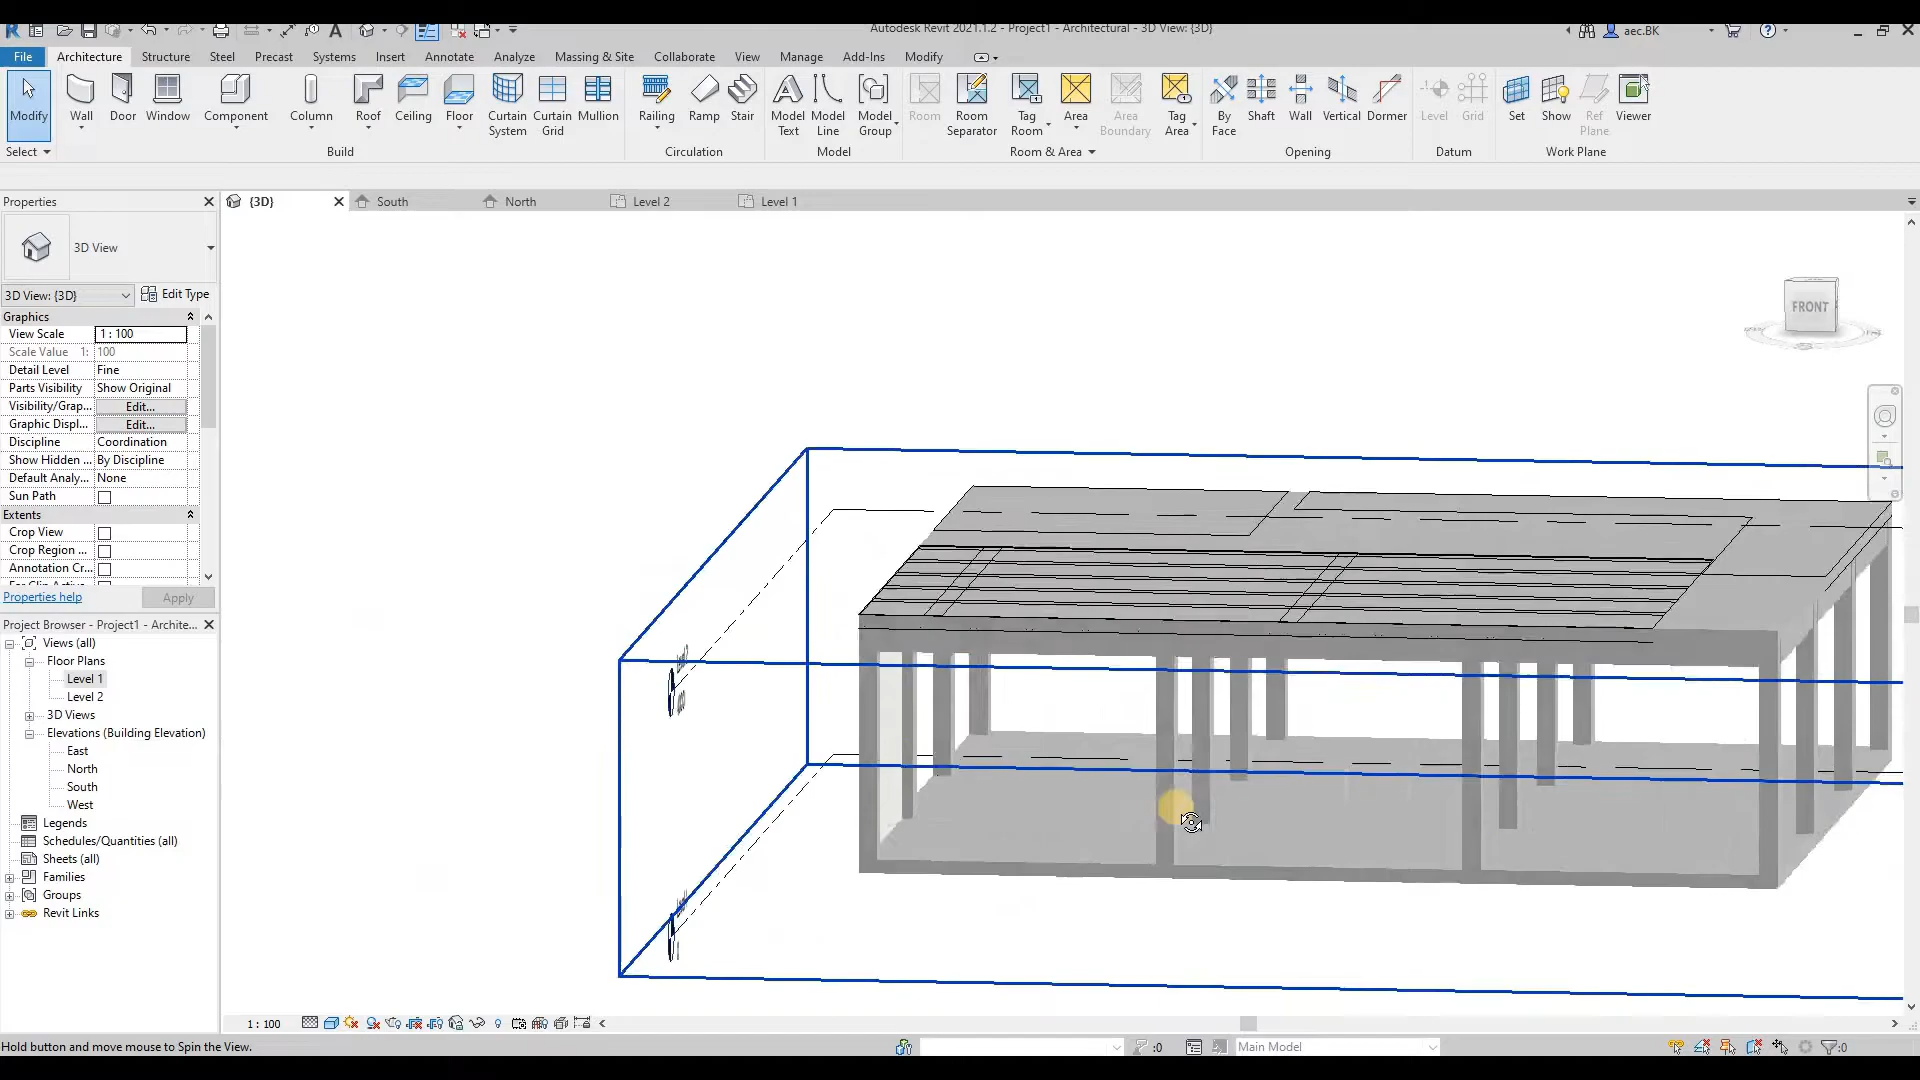 Autodesk Revit 2021.1.2 - Project1 - Architectural - 3D View: {3D}
aec.BK
File Architecture Structure Steel Precast Systems Insert Annotate Analyze Massing & Site Collaborate View Manage Add-Ins Modify
Modify Wall Door Window Component Column Roof Ceiling Floor Curtain System Curtain Grid Mullion Railing Ramp Stair Model Text Model Line Model Group Room Room Separator Tag Room Area Area Boundary Tag Area By Face Shaft Wall Vertical Dormer Level Grid Set Show Ref Plane Viewer
Select Build Circulation Model Room & Area Opening Datum Work Plane
Properties
{3D} South North Level 2 Level 1
3D View
FRONT
3D View: {3D} Edit Type
Graphics
View Scale 1 : 100
Scale Value 1: 100
Detail Level Fine
Parts Visibility Show Original
Visibility/Grap... Edit...
Graphic Displ... Edit...
Discipline Coordination
Show Hidden ... By Discipline
Default Analy... None
Sun Path
Extents
Crop View
Crop Region ...
Annotation Cr...
Properties help Apply
Project Browser - Project1 - Archite...
Views (all)
Floor Plans
Level 1
Level 2
3D Views
Elevations (Building Elevation)
East
North
South
West
Legends
Schedules/Quantities (all)
Sheets (all)
Families
Groups
Revit Links
1 : 100
Hold button and move mouse to Spin the View.
:0
Main Model
:0